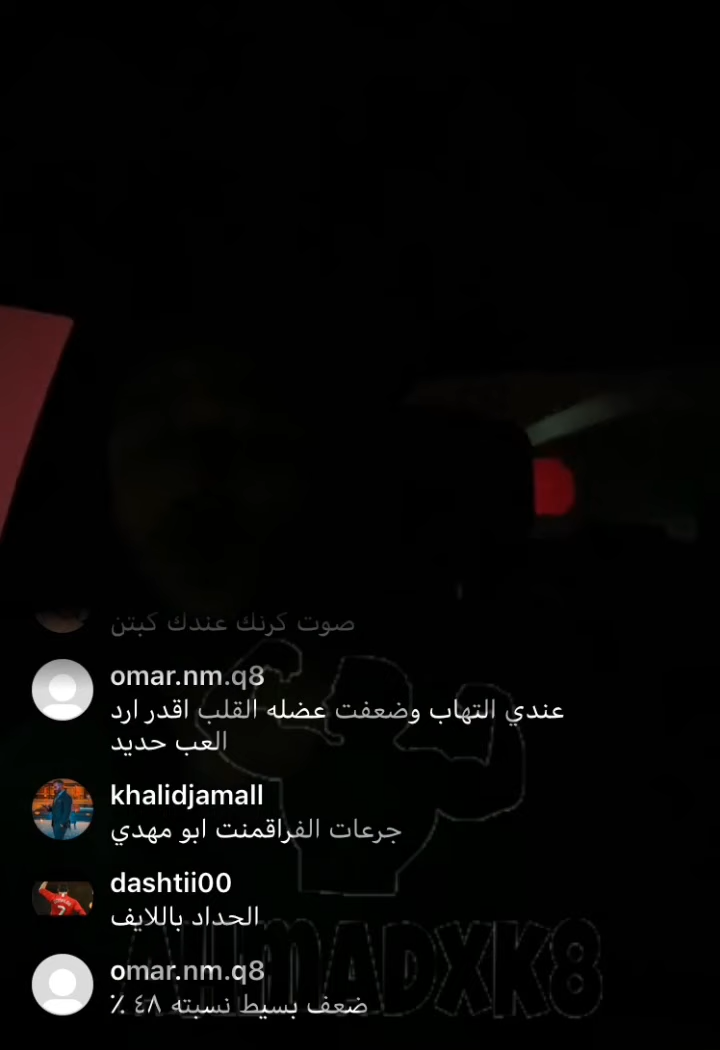 صوت كرنك عندك كبتن
omar.nm.q8
عندي التهاب وضعفت عضله القلب اقدر ارد
العب حديد
khalidjamall
جرعات الفراقمنت ابو مهدي
dashtii00
الحداد باللايف
omar.nm.q8
ضعف بسيط نسبته ٤٨ ٪
AHMADXK8